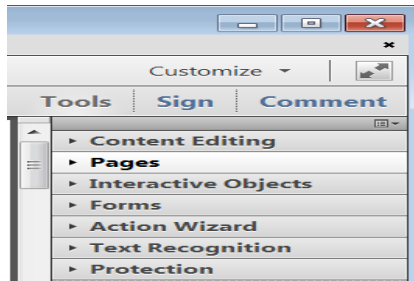 Customize
Tools Sign Comment
Content Editing
Pages
Interactive Objects
Forms
Action Wizard
Text Recognition
Protection